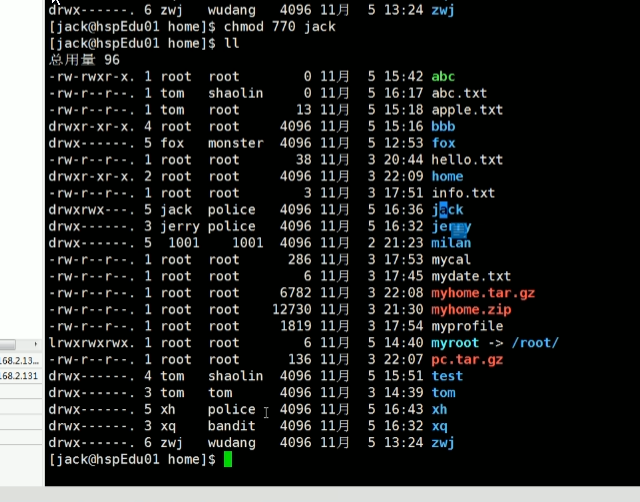 drwx------. 6 zwj wudang 4096 11月 5 13:24 zwj
[jack@hspEdu01 home]$ chmod 770 jack
[jack@hspEdu01 home]$ ll
总用量 96
-rw-rwxr-x. 1 root root 0 11月 5 15:42 abc
-rw-r--r--. 1 tom shaolin 0 11月 5 16:17 abc.txt
-rw-r--r--. 1 tom root 13 11月 5 15:18 apple.txt
drwxr-xr-x. 4 root root 4096 11月 5 15:16 bbb
drwx------. 5 fox monster 4096 11月 5 12:53 fox
-rw-r--r--. 1 root root 38 11月 3 20:44 hello.txt
drwxr-xr-x. 2 root root 4096 11月 3 22:09 home
-rw-r--r--. 1 root root 3 11月 3 17:51 info.txt
drwxrwx---. 5 jack police 4096 11月 5 16:36 jack
drwx------. 3 jerry police 4096 11月 5 16:32 jerry
drwx------. 5 1001 1001 4096 11月 2 21:23 milan
-rw-r--r--. 1 root root 286 11月 3 17:53 mycal
-rw-r--r--. 1 root root 6 11月 3 17:45 mydate.txt
-rw-r--r--. 1 root root 6782 11月 3 22:08 myhome.tar.gz
-rw-r--r--. 1 root root 12730 11月 3 21:30 myhome.zip
-rw-r--r--. 1 root root 1819 11月 3 17:54 myprofile
lrwxrwxrwx. 1 root root 6 11月 5 14:40 myroot -> /root/
-rw-r--r--. 1 root root 136 11月 3 22:07 pc.tar.gz
drwx------. 4 tom shaolin 4096 11月 5 15:51 test
drwx------. 3 tom tom 4096 11月 3 14:39 tom
drwx------. 5 xh police 4096 11月 5 16:43 xh
drwx------. 3 xq bandit 4096 11月 5 16:32 xq
drwx------. 6 zwj wudang 4096 11月 5 13:24 zwj
[jack@hspEdu01 home]$
168.2.13...
168.2.131